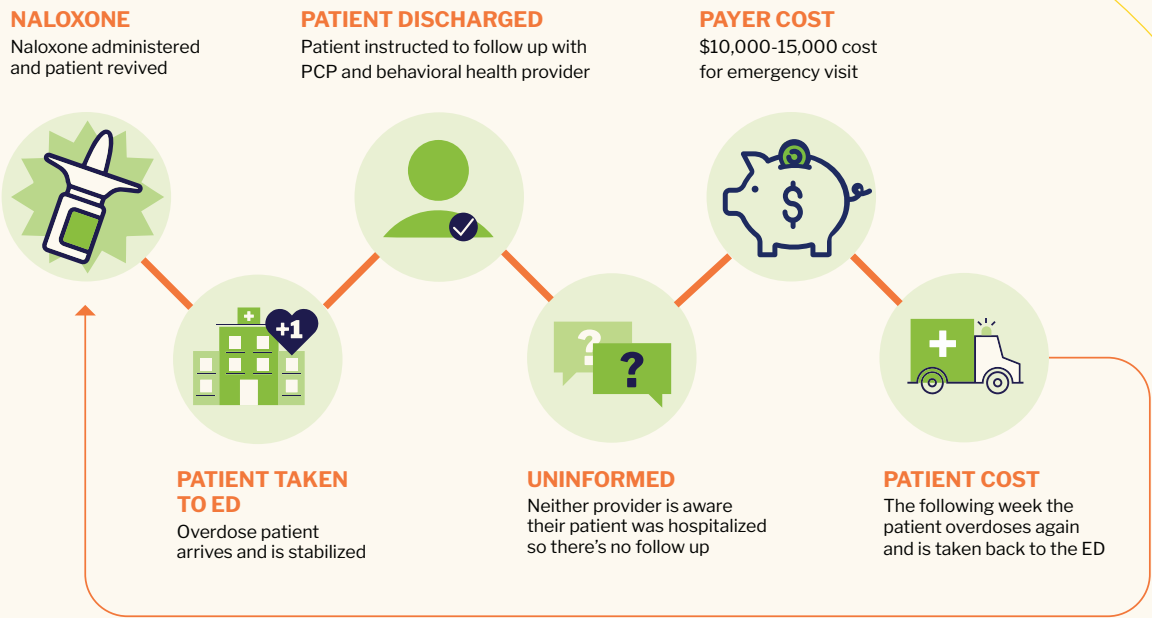 NALOXONE
Naloxone administered
and patient revived
PATIENT DISCHARGED
Patient instructed to follow up with
PCP and behavioral health provider
PAYER COST
$10,000-15,000 cost
for emergency visit
$
+1
?
?
PATIENT TAKEN
TO ED
Overdose patient
arrives and is stabilized
UNINFORMED
Neither provider is aware
their patient was hospitalized
so there's no follow up
PATIENT COST
The following week the
patient overdoses again
and is taken back to the ED